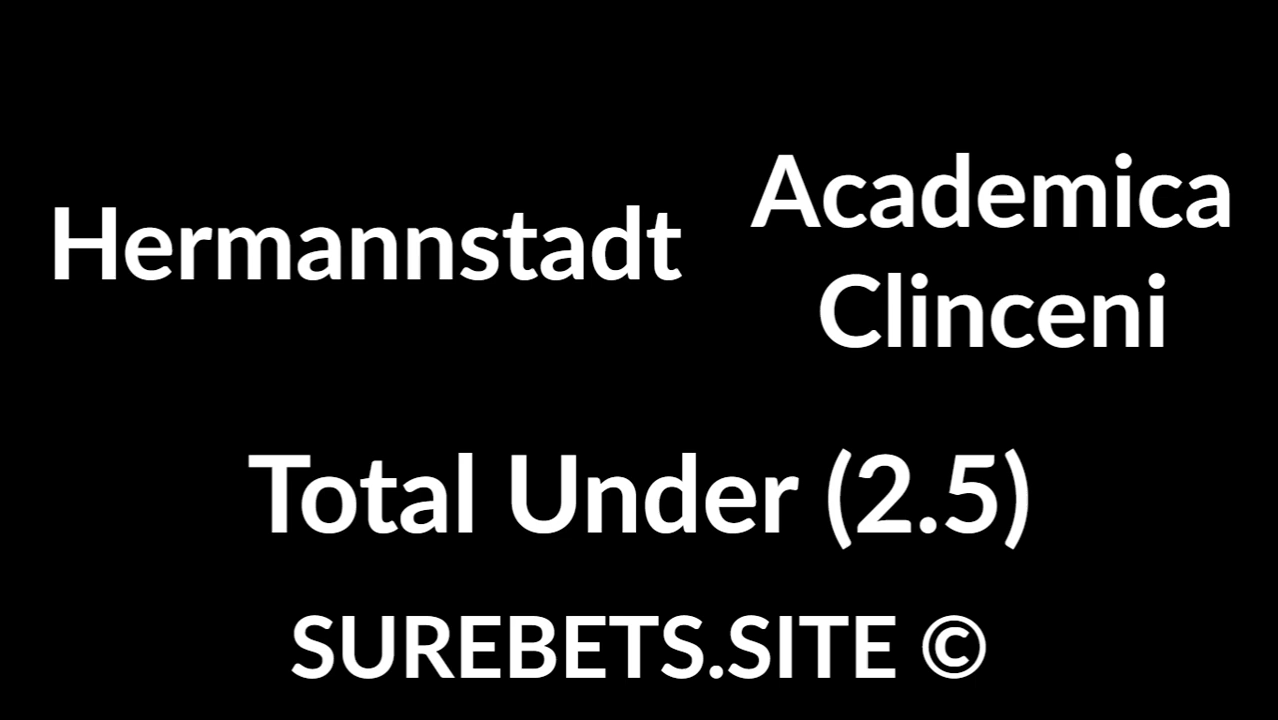 Hermannstadt
Academica
Clinceni
Total Under (2.5)
SUREBETS.SITE ©